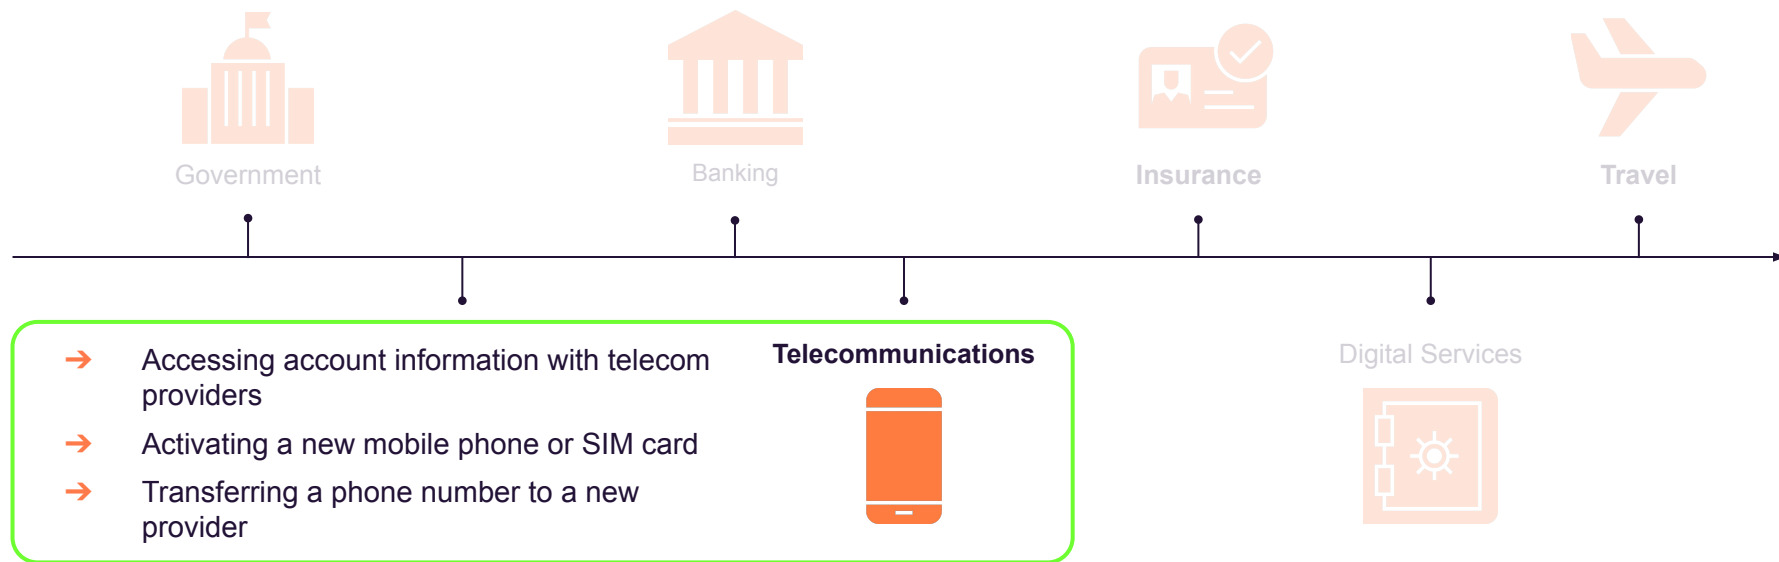 Government
Banking
Insurance
Travel
Accessing account information with telecom
providers
Activating a new mobile phone or SIM card
Transferring a phone number to a new
provider
Telecommunications
Digital Services